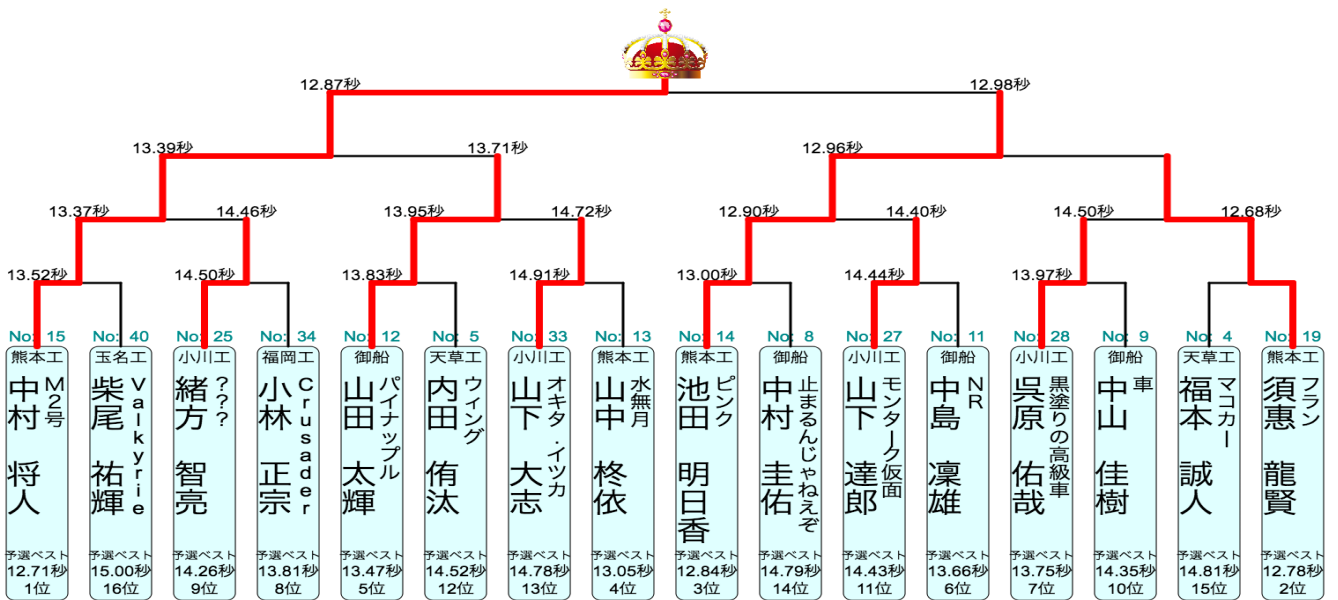 12.87秒 12.98秒
13.39秒 13.71秒 12.96秒
13.37秒 14.46秒 13.95秒 14.72秒 12.90秒 14.40秒 14.50秒 12.68秒
13.52秒 14.50秒 13.83秒 14.91秒 13.00秒 14.44秒 13.97秒
No: 15
熊本工
M2号
中村 将人
予選ベスト
12.71秒
1位
No: 40
玉名工
Valkyrie
柴尾 祐輝
予選ベスト
15.00秒
16位
No: 25
小川工
???
緒方 智亮
予選ベスト
14.26秒
9位
No: 34
福岡工
Crusader
小林 正宗
予選ベスト
13.81秒
8位
No: 12
御船
パイナップル
山田 太輝
予選ベスト
13.47秒
5位
No: 5
天草工
ウィング
内田 侑汰
予選ベスト
14.52秒
12位
No: 33
小川工
オキタ.イツカ
山下 大志
予選ベスト
14.78秒
13位
No: 13
熊本工
水無月
山中 柊依
予選ベスト
13.05秒
4位
No: 14
熊本工
ピンク
池田 明日香
予選ベスト
12.84秒
3位
No: 8
御船
止まるんじゃねえぞ
中村 圭佑
予選ベスト
14.79秒
14位
No: 27
小川工
モンターク仮面
山下 達郎
予選ベスト
14.43秒
11位
No: 11
御船
NR
中島 凜雄
予選ベスト
13.66秒
6位
No: 28
小川工
黒塗りの高級車
呉原 佑哉
予選ベスト
13.75秒
7位
No: 9
御船
車
中山 佳樹
予選ベスト
14.35秒
10位
No: 4
天草工
マコカー
福本 誠人
予選ベスト
14.81秒
15位
No: 19
熊本工
フラン
須惠 龍賢
予選ベスト
12.78秒
2位